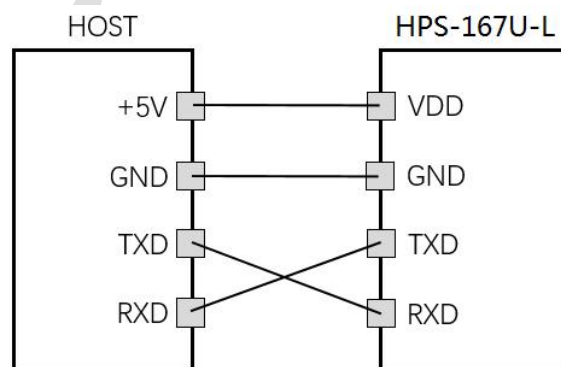 HOST HPS-167U-L
+5V VDD
GND GND
TXD TXD
RXD RXD